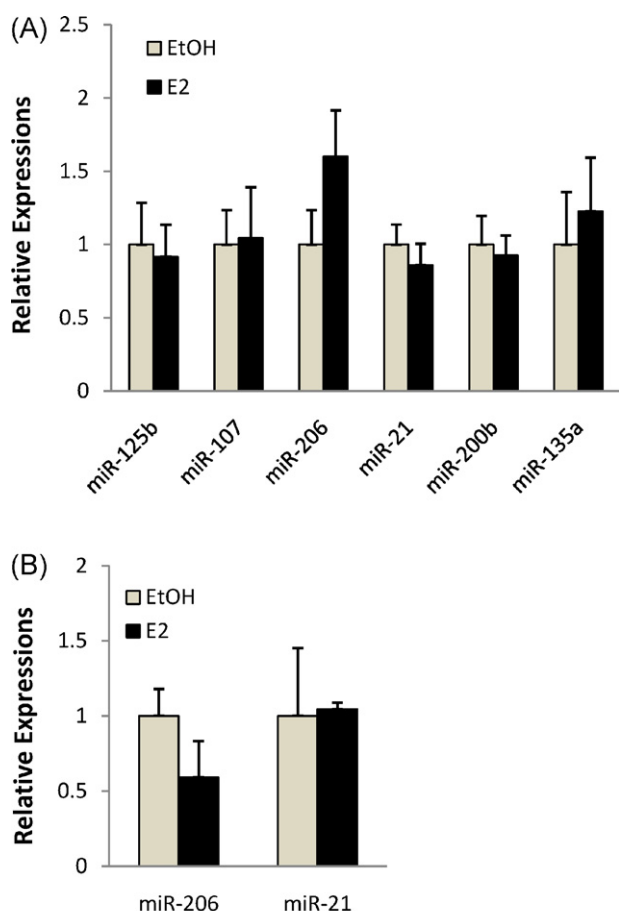 (A)
2.5
2
1.5
1
0.5
0
Relative Expressions
EtOH
E2
miR-125b
miR-107
miR-206
miR-21
miR-200b
miR-135a
(B)
2
1.5
1
0.5
0
Relative Expressions
EtOH
E2
miR-206
miR-21